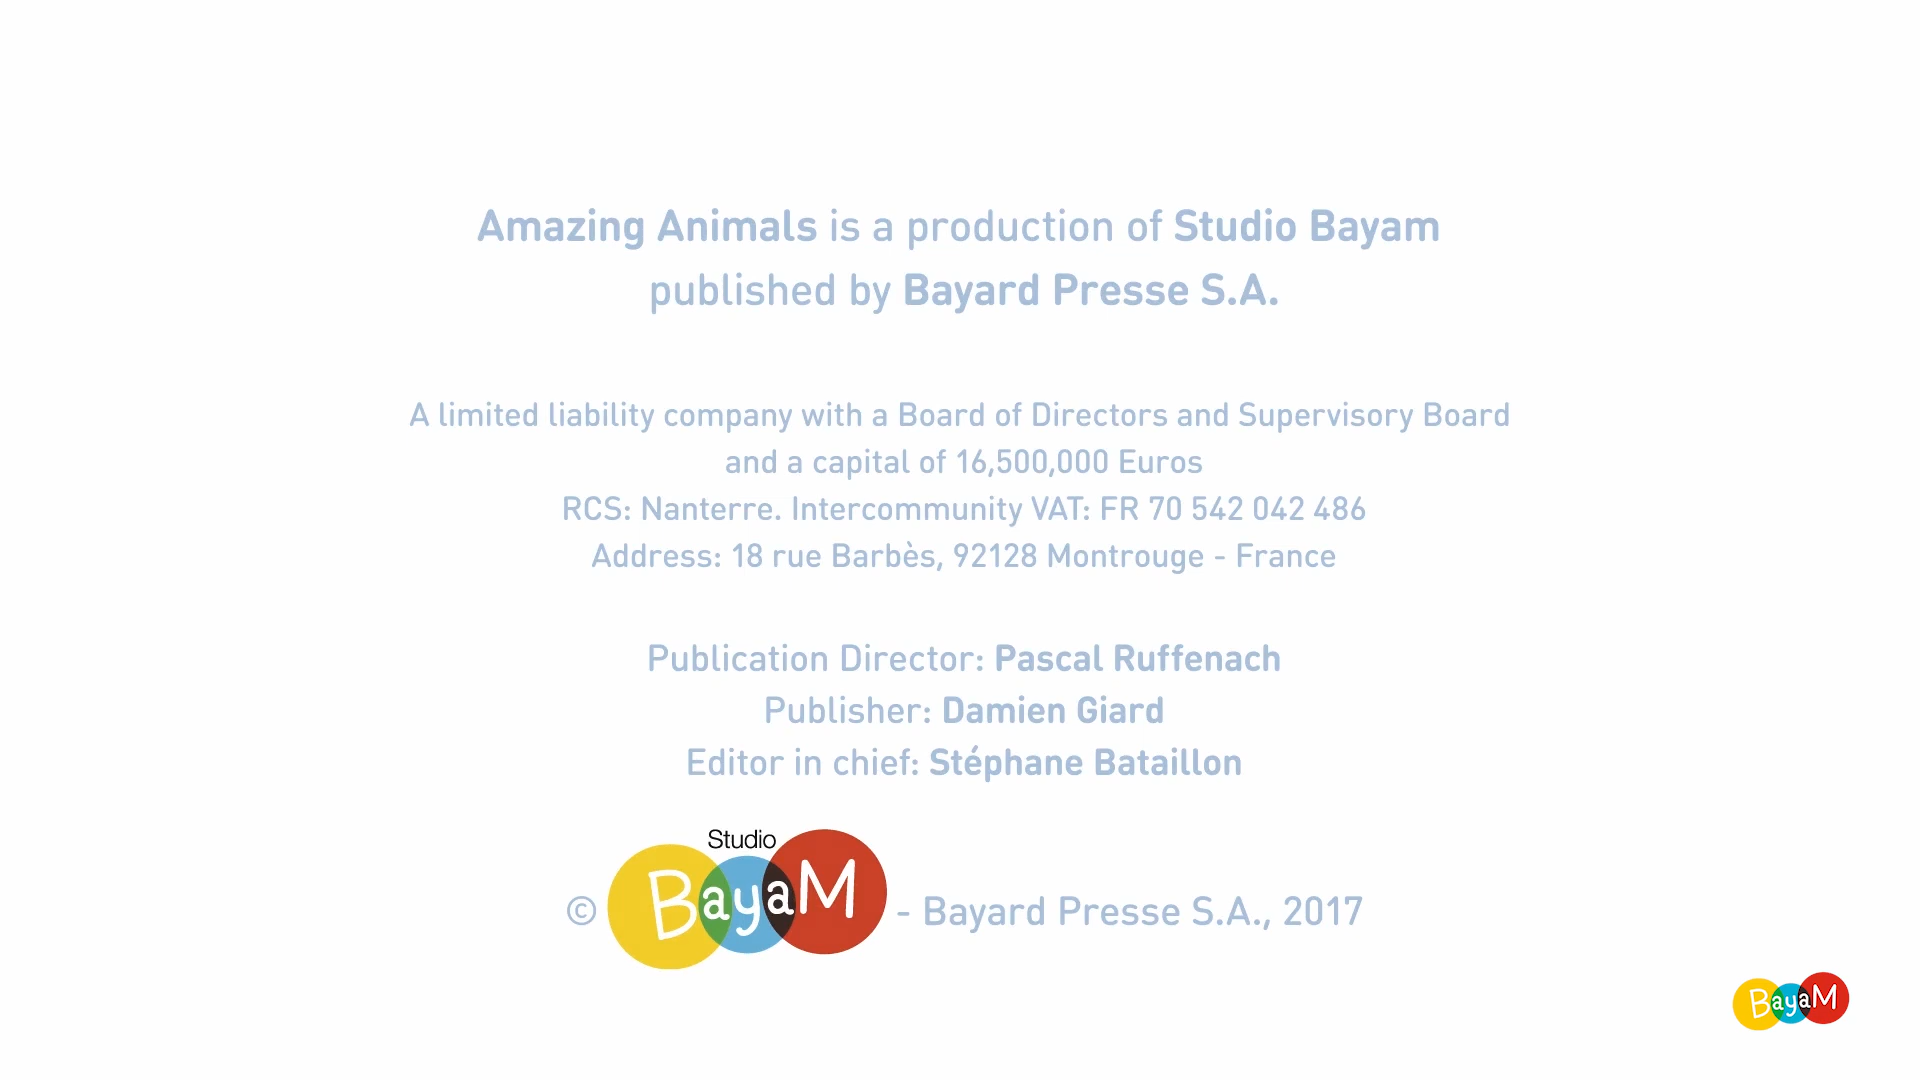 Amazing Animals is a production of Studio Bayam
published by Bayard Presse S.A.
A limited liability company with a Board of Directors and Supervisory Board
and a capital of 16,500,000 Euros
RCS: Nanterre. Intercommunity VAT: FR 70 542 042 486
Address: 18 rue Barbès, 92128 Montrouge - France
Publication Director: Pascal Ruffenach
Publisher: Damien Giard
Editor in chief: Stéphane Bataillon
Studio
© BayaM - Bayard Presse S.A., 2017
BayaM